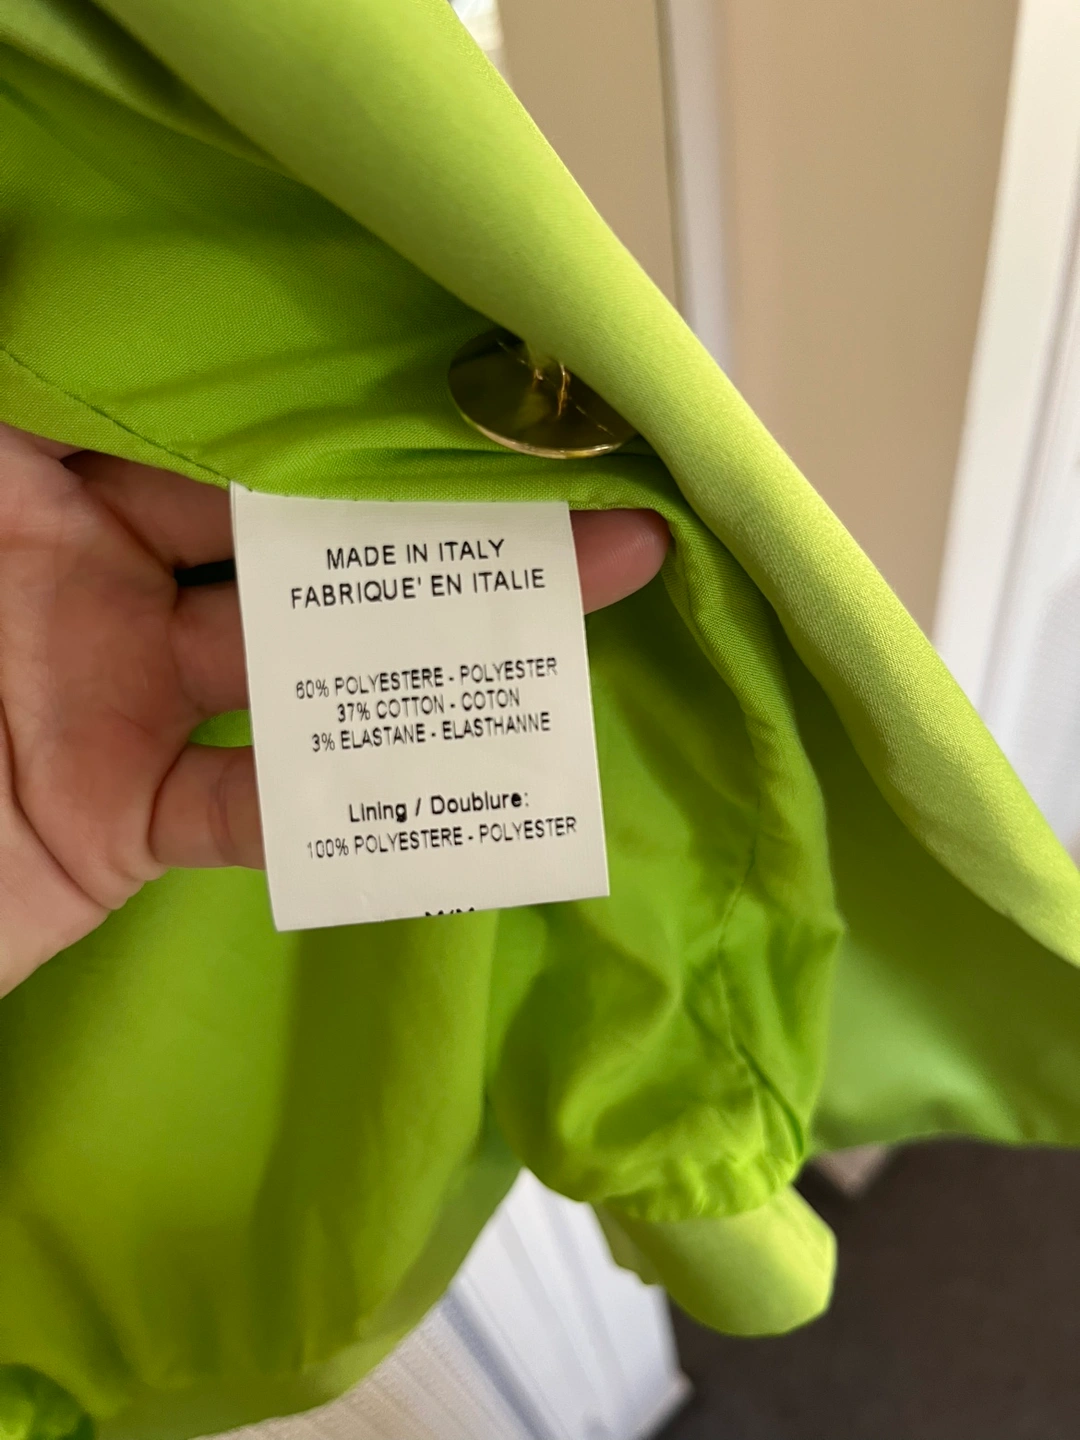 MADE IN ITALY
FABRIQUE' EN ITALIE
60% POLYESTERE - POLYESTER
37% COTTON - COTON
3% ELASTANE - ELASTHANNE
Lining / Doublure:
100% POLYESTERE - POLYESTER